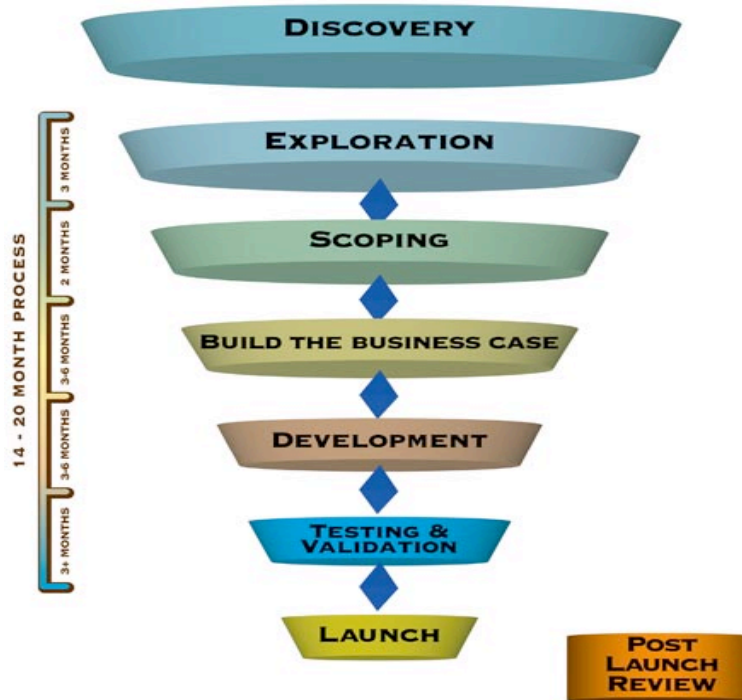 DISCOVERY
EXPLORATION
SCOPING
BUILD THE BUSINESS CASE
DEVELOPMENT
TESTING &
VALIDATION
LAUNCH
POST
LAUNCH
REVIEW
14 - 20 MONTH PROCESS
3 MONTHS
2 MONTHS
3-6 MONTHS
3-6 MONTHS
3+ MONTHS